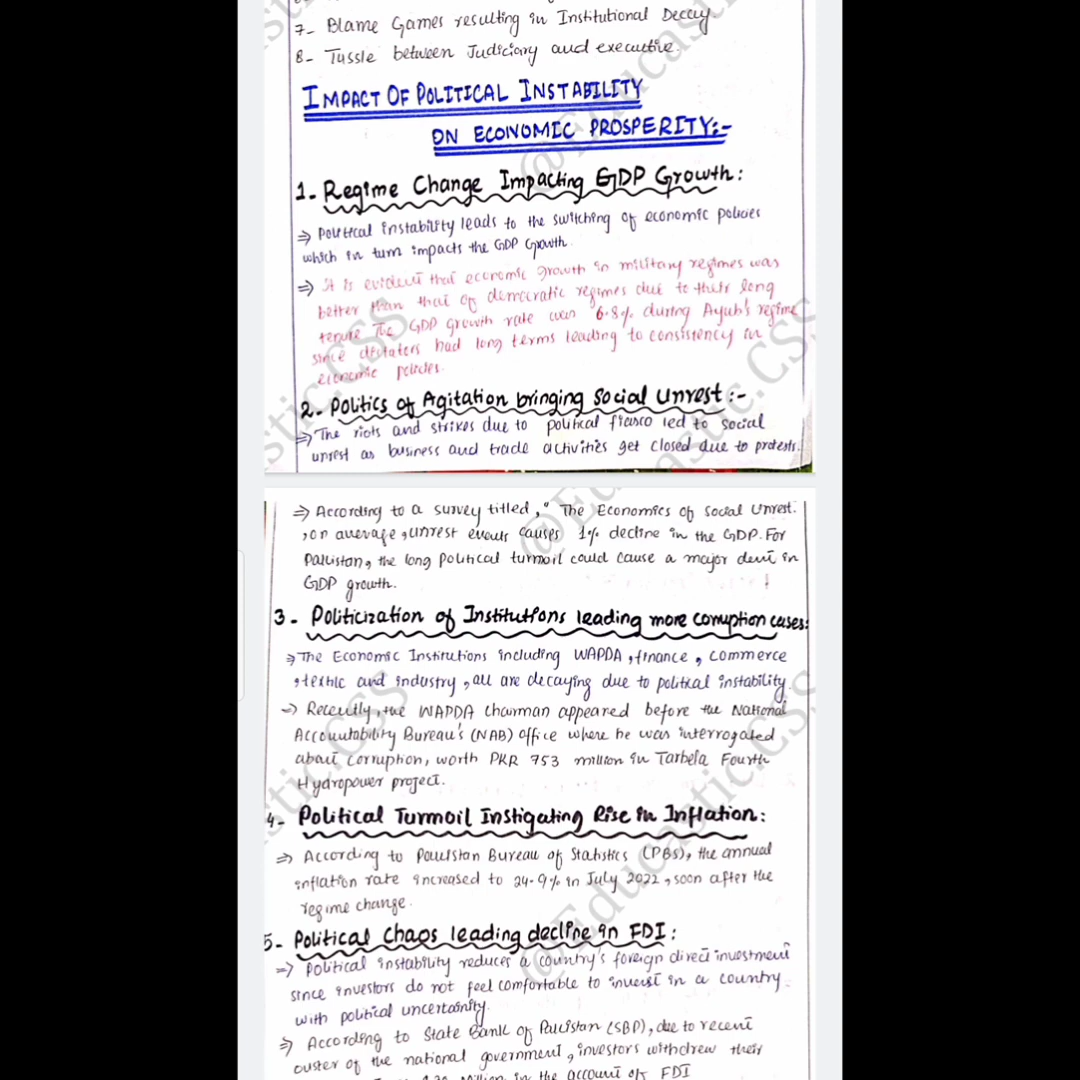 7- Blame Games resulting in Institutional Decay.
8- Tussle between Judiciary and executive.
IMPACT OF POLITICAL INSTABILITY
ON ECONOMIC PROSPERITY:-
1- Regime Change Impacting GDP Growth:
⇒ Political instability leads to the switching of economic policies
which in turn impacts the GDP Growth.
⇒ It is evident that economic growth in military regimes was
better than that of democratic regimes due to their long
tenure. The GDP growth rate was 6.8% during Ayub's regime
since dictators had long terms leading to consistency in
economic policies.
2- Politics of Agitation bringing Social Unrest:-
⇒ The riots and strikes due to political fiasco led to social
unrest as business and trade activities get closed due to protests.
⇒ According to a survey titled, "The Economics of Social Unrest.
, on average, unrest events causes 1% decline in the GDP. For
Pakistan, the long political turmoil could cause a major dent in
GDP growth.
3- Politicization of Institutions leading more corruption cases:
⇒ The Economic Institutions including WAPDA, finance, commerce
, textile and industry, all are decaying due to political instability.
⇒ Recently, the WAPDA Chairman appeared before the National
Accountability Bureau's (NAB) office where he was interrogated
about corruption, worth PKR 753 million in Tarbela Fourth
Hydropower project.
4- Political Turmoil Instigating Rise in Inflation:
⇒ According to Pakistan Bureau of Statistics (PBS), the annual
inflation rate increased to 24.9% in July 2022, soon after the
regime change.
5- Political Chaos leading decline in FDI:
⇒ Political instability reduces a country's foreign direct investment
since investors do not feel comfortable to invest in a country
with political uncertainity.
⇒ According to State Bank of Pakistan (SBP), due to recent
ouster of the national government, investors withdrew their
million in the account of FDI
@Educastic.CSS